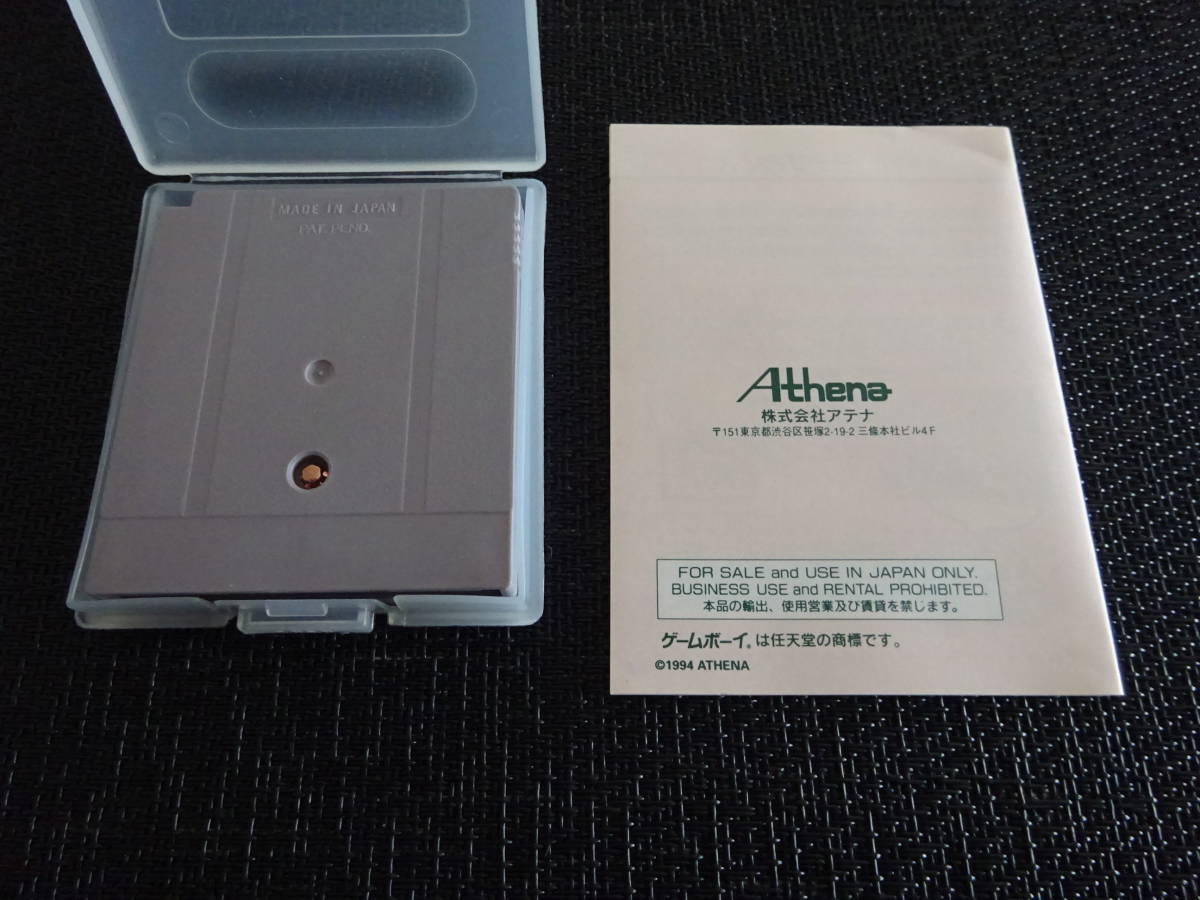 MADE IN JAPAN
PAT. PEND.
Athena
株式会社アテナ
〒151東京都渋谷区笹塚2-19-2 三條本社ビル4F
FOR SALE and USE IN JAPAN ONLY.
BUSINESS USE and RENTAL PROHIBITED.
本品の輸出、使用営業及び賃貸を禁じます。
ゲームボーイ®は任天堂の商標です。
©1994 ATHENA